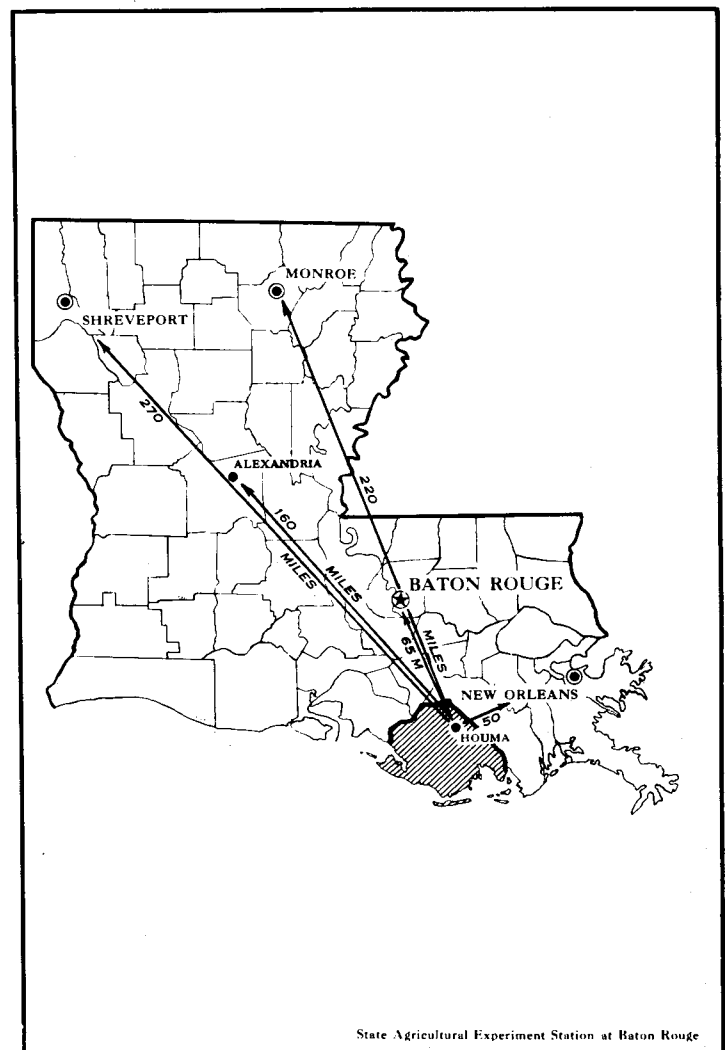 MONROE
SHREVEPORT
270
ALEXANDRIA
220
160
MILES
MILES
BATON ROUGE
MILES
65 M
NEW ORLEANS
50
HOUMA
State Agricultural Experiment Station at Baton Rouge